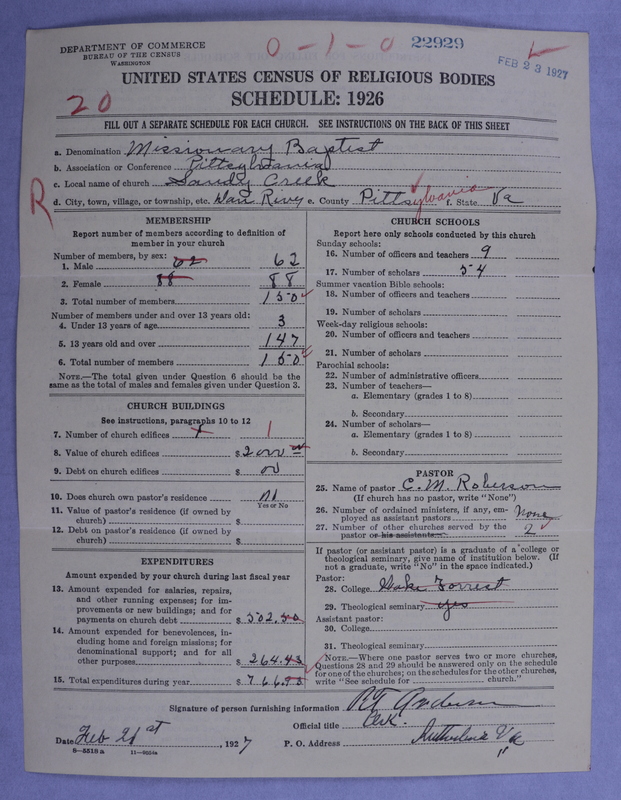 DEPARTMENT OF COMMERCE
BUREAU OF THE CENSUS
WASHINGTON
0-1-0
22929
FEB 23 1927
20
UNITED STATES CENSUS OF RELIGIOUS BODIES
SCHEDULE: 1926
FILL OUT A SEPARATE SCHEDULE FOR EACH CHURCH. SEE INSTRUCTIONS ON THE BACK OF THIS SHEET
a. Denomination Missionary Baptist
b. Association or Conference Pittsylvania
c. Local name of church Sandy Creek
d. City, town, village, or township, etc. Dan River e. County Pittsylvania f. State Va
R
MEMBERSHIP
Report number of members according to definition of
member in your church
Number of members, by sex:
1. Male 62 62
2. Female 88 88
3. Total number of members 150
Number of members under and over 13 years old:
4. Under 13 years of age 3
5. 13 years old and over 147
6. Total number of members 150
NOTE.—The total given under Question 6 should be
same as the total of males and females given under Question 3.
CHURCH BUILDINGS
See instructions, paragraphs 10 to 12
7. Number of church edifices 1
8. Value of church edifices $2000
9. Debt on church edifices $ 00
10. Does church own pastor's residence no
Yes or No
11. Value of pastor's residence (if owned by
church) $
12. Debt on pastor's residence (if owned by
church) $
EXPENDITURES
Amount expended by your church during last fiscal year
13. Amount expended for salaries, repairs,
and other running expenses; for im-
provements or new buildings; and for
payments on church debt $ 502.50
14. Amount expended for benevolences, in-
cluding home and foreign missions; for
denominational support; and for all
other purposes $ 264.43
15. Total expenditures during year $ 766.93
CHURCH SCHOOLS
Report here only schools conducted by this church
Sunday schools:
16. Number of officers and teachers 9
17. Number of scholars 54
Summer vacation Bible schools:
18. Number of officers and teachers
19. Number of scholars
Week-day religious schools:
20. Number of officers and teachers
21. Number of scholars
Parochial schools:
22. Number of administrative officers
23. Number of teachers—
a. Elementary (grades 1 to 8)
b. Secondary
24. Number of scholars—
a. Elementary (grades 1 to 8)
b. Secondary
PASTOR
25. Name of pastor C. M. Roberson
(If church has no pastor, write "None")
26. Number of ordained ministers, if any, em-
ployed as assistant pastors None
27. Number of other churches served by the
pastor or his assistants 2
If pastor (or assistant pastor) is a graduate of a college or
theological seminary, give name of institution below. (If
not a graduate, write "No" in the space indicated.)
Pastor:
28. College Wake Forrest
29. Theological seminary yes
Assistant pastor:
30. College
31. Theological seminary
NOTE.—Where one pastor serves two or more churches,
Questions 28 and 29 should be answered only on the schedule
for one of the churches; on the schedules for the other churches,
write "See schedule for church."
Signature of person furnishing information Anderson
Official title Clerk
Date Feb 21st, 1927 P. O. Address Sutherlin Va
8-5518 a 11-9554a